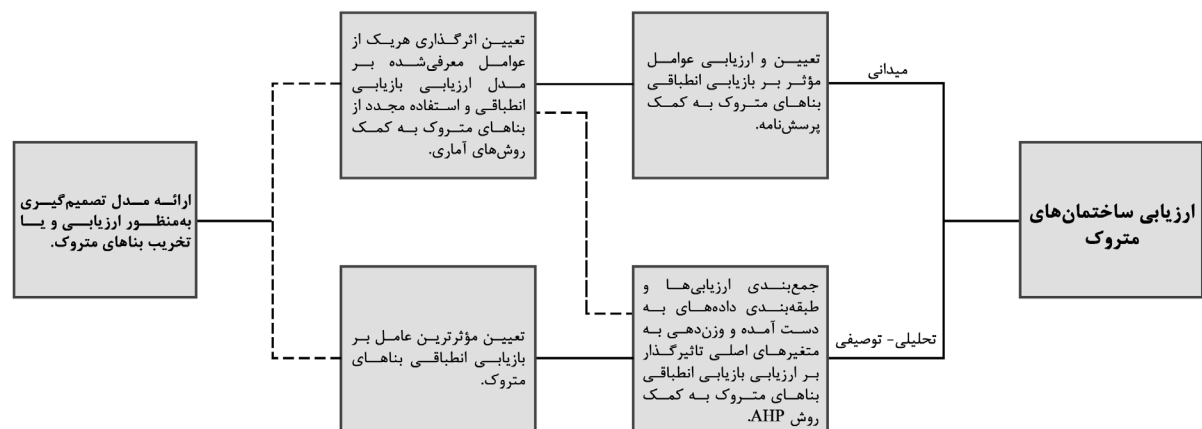 ارزیابی ساختمان‌های
متروک
میدانی
تحلیلی- توصیفی
تعیین و ارزیابی عوامل
مؤثر بر بازیابی انطباقی
بناهای متروک به کمک
پرسش‌نامه.
جمع‌بندی ارزیابی‌ها و
طبقه‌بندی داده‌های به
دست آمده و وزن‌دهی به
متغیرهای اصلی تاثیرگذار
بر ارزیابی بازیابی انطباقی
بناهای متروک به کمک
روش AHP.
تعیین اثرگذاری هریک از
عوامل معرفی‌شده بر
مدل ارزیابی بازیابی
انطباقی و استفاده مجدد از
بناهای متروک به کمک
روش‌های آماری.
تعیین مؤثرترین عامل بر
بازیابی انطباقی بناهای
متروک.
ارائه مدل تصمیم‌گیری
به‌منظور ارزیابی و یا
تخریب بناهای متروک.